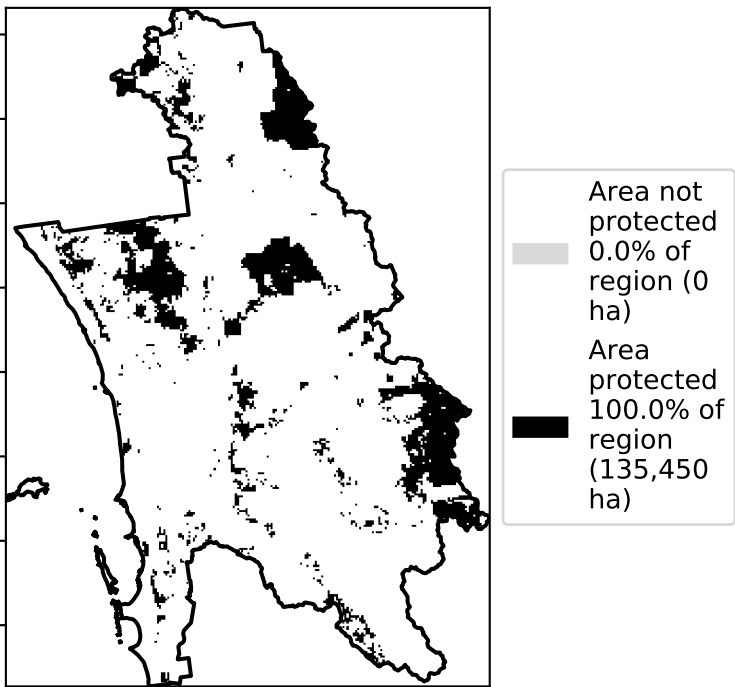 Area not
protected
0.0% of
region (0
ha)
Area
protected
100.0% of
region
(135,450
ha)